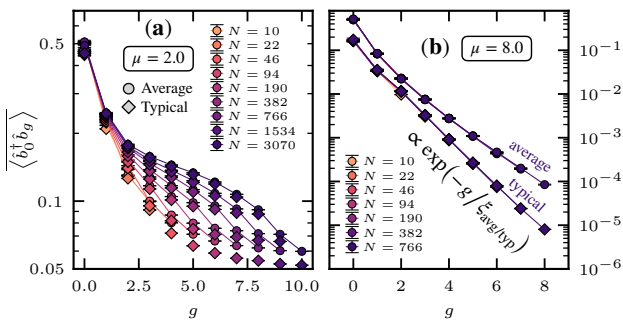 (a)
μ = 2.0
Average
Typical
N = 10
N = 22
N = 46
N = 94
N = 190
N = 382
N = 766
N = 1534
N = 3070
0.5
0.1
0.05
⟨b̂₀†b̂g⟩
0.0 2.5 5.0 7.5 10.0
g
(b)
μ = 8.0
average
typical
∝ exp(−g/ξavg/typ)
N = 10
N = 22
N = 46
N = 94
N = 190
N = 382
N = 766
10⁻¹
10⁻²
10⁻³
10⁻⁴
10⁻⁵
10⁻⁶
0 2 4 6 8
g